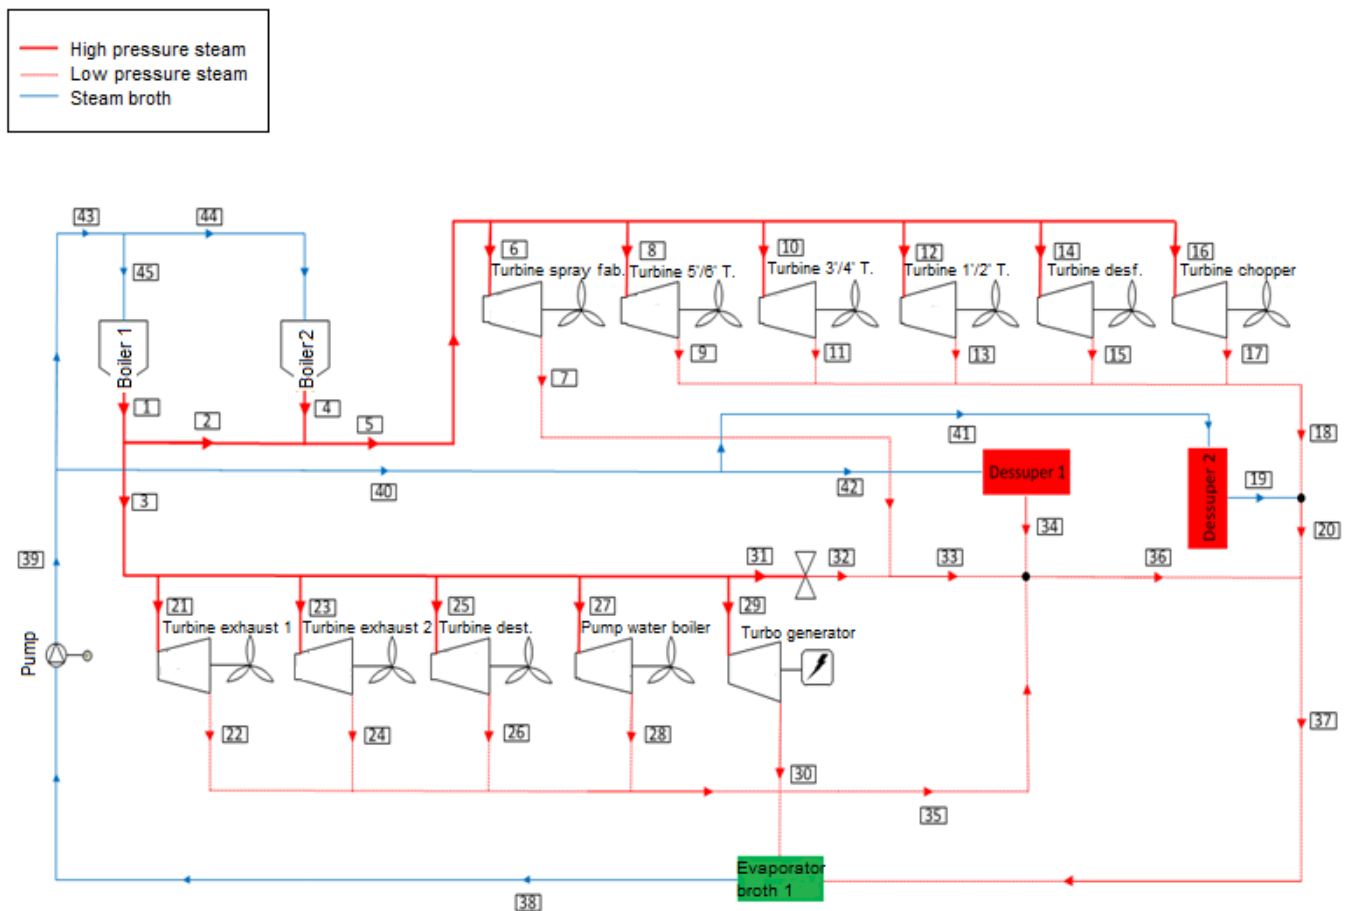 High pressure steam
Low pressure steam
Steam broth
43
44
45
6
8
10
12
14
16
Turbine spray fab.
Turbine 5'/6' T.
Turbine 3'/4' T.
Turbine 1'/2' T.
Turbine desf.
Turbine chopper
Boiler 1
Boiler 2
9
11
13
15
17
7
1
2
4
5
41
18
40
42
Dessuper 1
Dessuper 2
19
3
34
20
39
31
32
33
36
21
23
25
27
29
Turbine exhaust 1
Turbine exhaust 2
Turbine dest.
Pump water boiler
Turbo generator
Pump
22
24
26
28
37
30
35
Evaporator
broth 1
38